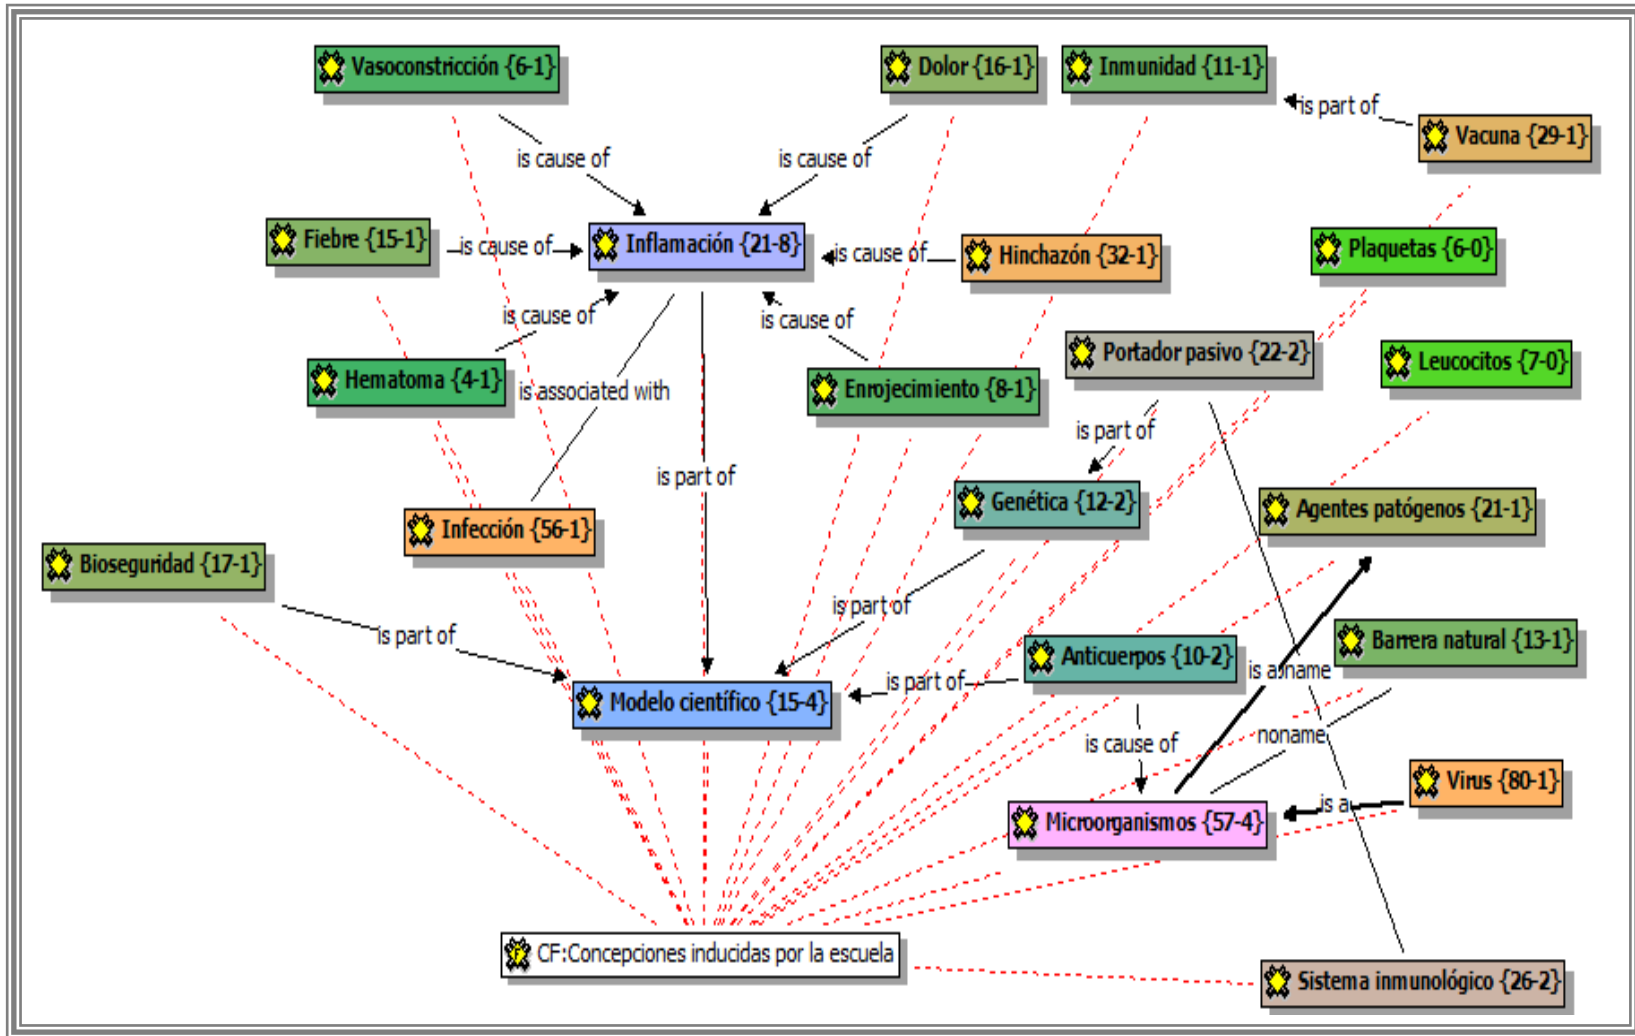 Vasoconstricción {6-1}
Dolor {16-1}
Inmunidad {11-1}
is part of
Vacuna {29-1}
is cause of
is cause of
Fiebre {15-1}
is cause of
Inflamación {21-8}
is cause of
Hinchazón {32-1}
Plaquetas {6-0}
is cause of
is cause of
Portador pasivo {22-2}
Leucocitos {7-0}
Hematoma {4-1}
is associated with
Enrojecimiento {8-1}
is part of
is part of
Genética {12-2}
Agentes patógenos {21-1}
Infección {56-1}
Bioseguridad {17-1}
is part of
is part of
Anticuerpos {10-2}
Barrera natural {13-1}
is a
name
is part of
Modelo científico {15-4}
is cause of
noname
Virus {80-1}
is a
Microorganismos {57-4}
CF:Concepciones inducidas por la escuela
Sistema inmunológico {26-2}